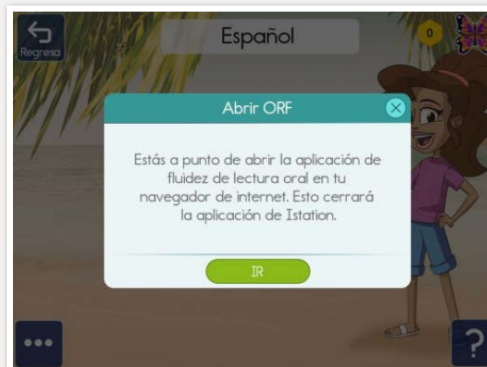 Regresa
Español
0
Abrir ORF
Estás a punto de abrir la aplicación de
fluidez de lectura oral en tu
navegador de internet. Esto cerrará
la aplicación de Istation.
IR
?